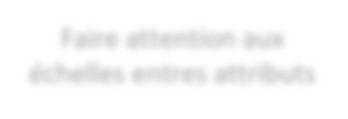 Faire attention aux
échelles entres attributs